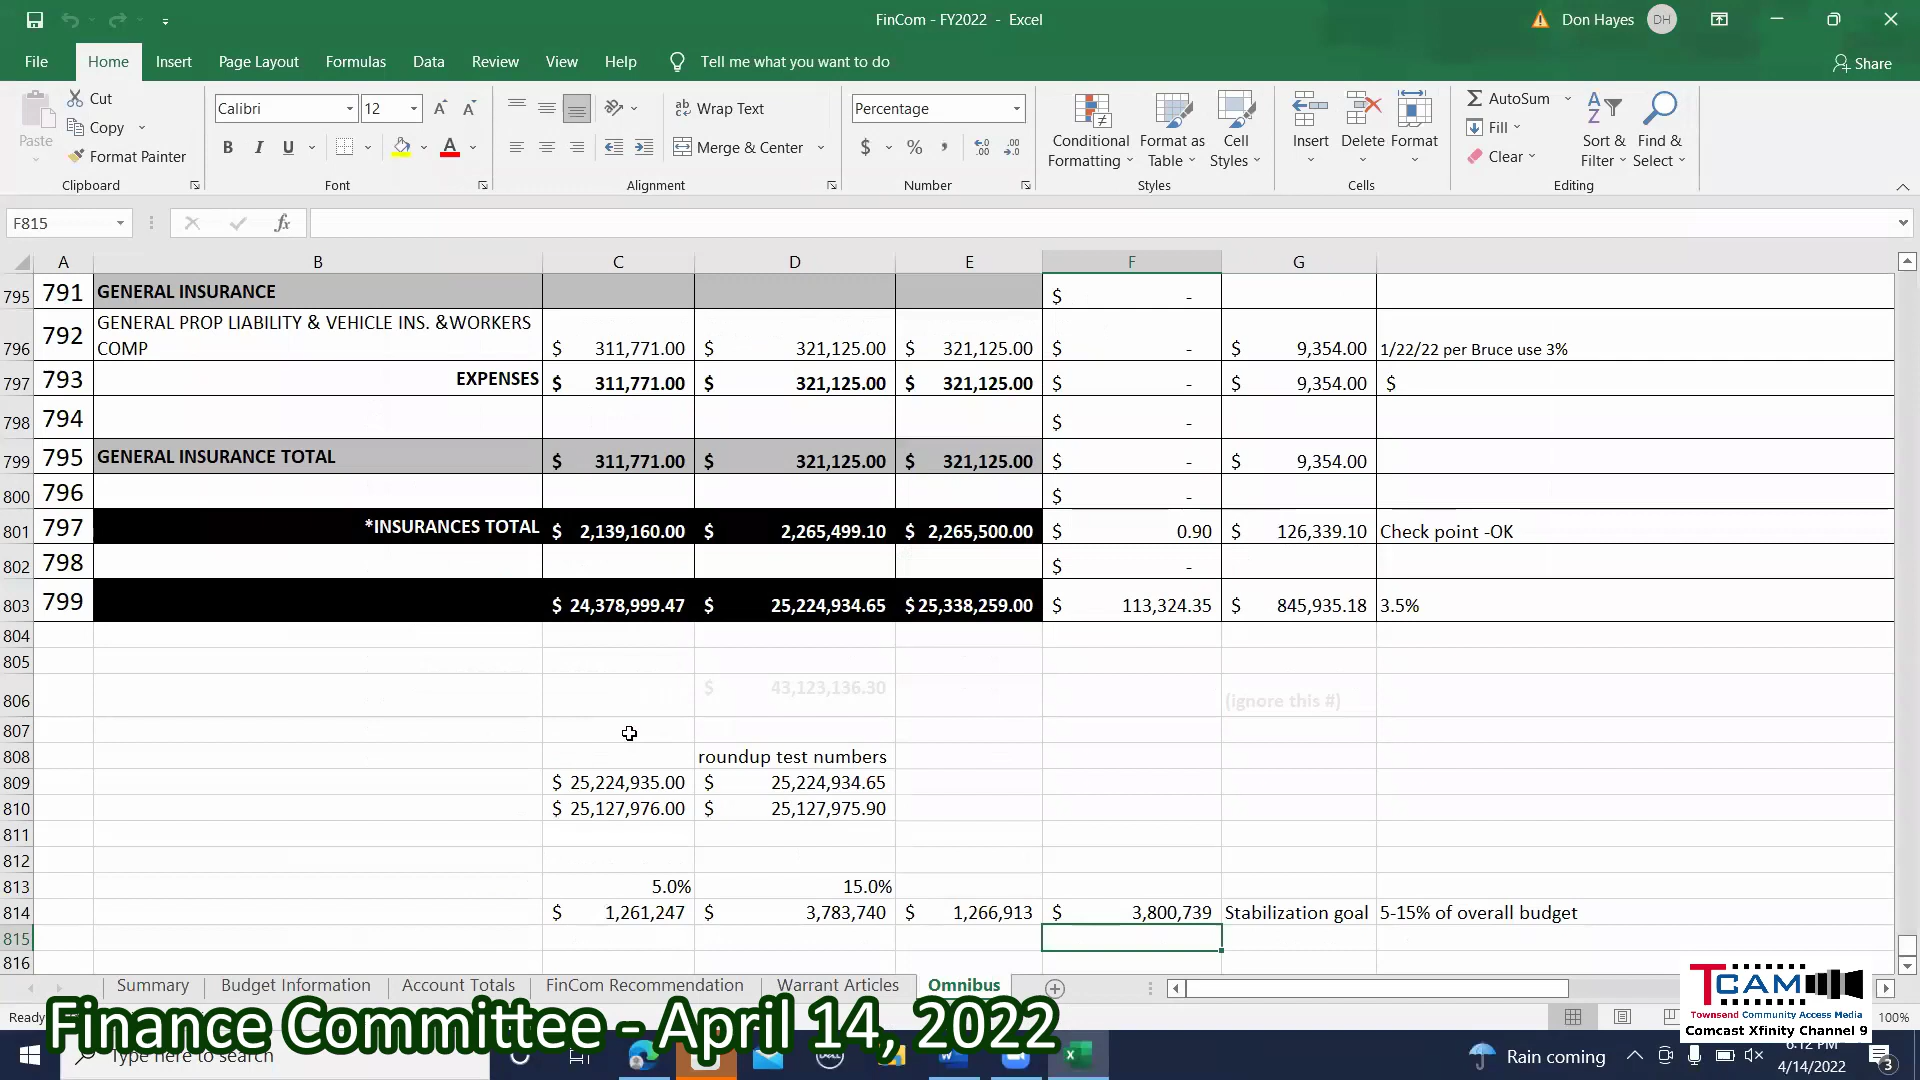 FinCom - FY2022 - Excel
Don Hayes
DH
File Home Insert Page Layout Formulas Data Review View Help Tell me what you want to do
Share
Paste
Cut
Copy
Format Painter
Clipboard
Calibri 12
B I U
Font
Wrap Text
Merge & Center
Alignment
Percentage
$ % ,
Number
Conditional Formatting
Format as Table
Cell Styles
Styles
Insert Delete Format
Cells
AutoSum
Fill
Clear
Sort & Filter
Find & Select
Editing
F815
fx
A B C D E F G
795 791 GENERAL INSURANCE $ -
796 792 GENERAL PROP LIABILITY & VEHICLE INS. &WORKERS
COMP $ 311,771.00 $ 321,125.00 $ 321,125.00 $ - $ 9,354.00 1/22/22 per Bruce use 3%
797 793 EXPENSES $ 311,771.00 $ 321,125.00 $ 321,125.00 $ - $ 9,354.00 $
798 794 $ -
799 795 GENERAL INSURANCE TOTAL $ 311,771.00 $ 321,125.00 $ 321,125.00 $ - $ 9,354.00
800 796 $ -
801 797 *INSURANCES TOTAL $ 2,139,160.00 $ 2,265,499.10 $ 2,265,500.00 $ 0.90 $ 126,339.10 Check point -OK
802 798 $ -
803 799 $ 24,378,999.47 $ 25,224,934.65 $ 25,338,259.00 $ 113,324.35 $ 845,935.18 3.5%
804
805
806 $ 43,123,136.30 (ignore this #)
807
808 roundup test numbers
809 $ 25,224,935.00 $ 25,224,934.65
810 $ 25,127,976.00 $ 25,127,975.90
811
812
813 5.0% 15.0%
814 $ 1,261,247 $ 3,783,740 $ 1,266,913 $ 3,800,739 Stabilization goal 5-15% of overall budget
815
816
Summary Budget Information Account Totals FinCom Recommendation Warrant Articles Omnibus
Ready
100%
Finance Committee - April 14, 2022
TCAM
Townsend Community Access Media
Comcast Xfinity Channel 9
Type here to search
DELL
Rain coming
6:12 PM
4/14/2022
3